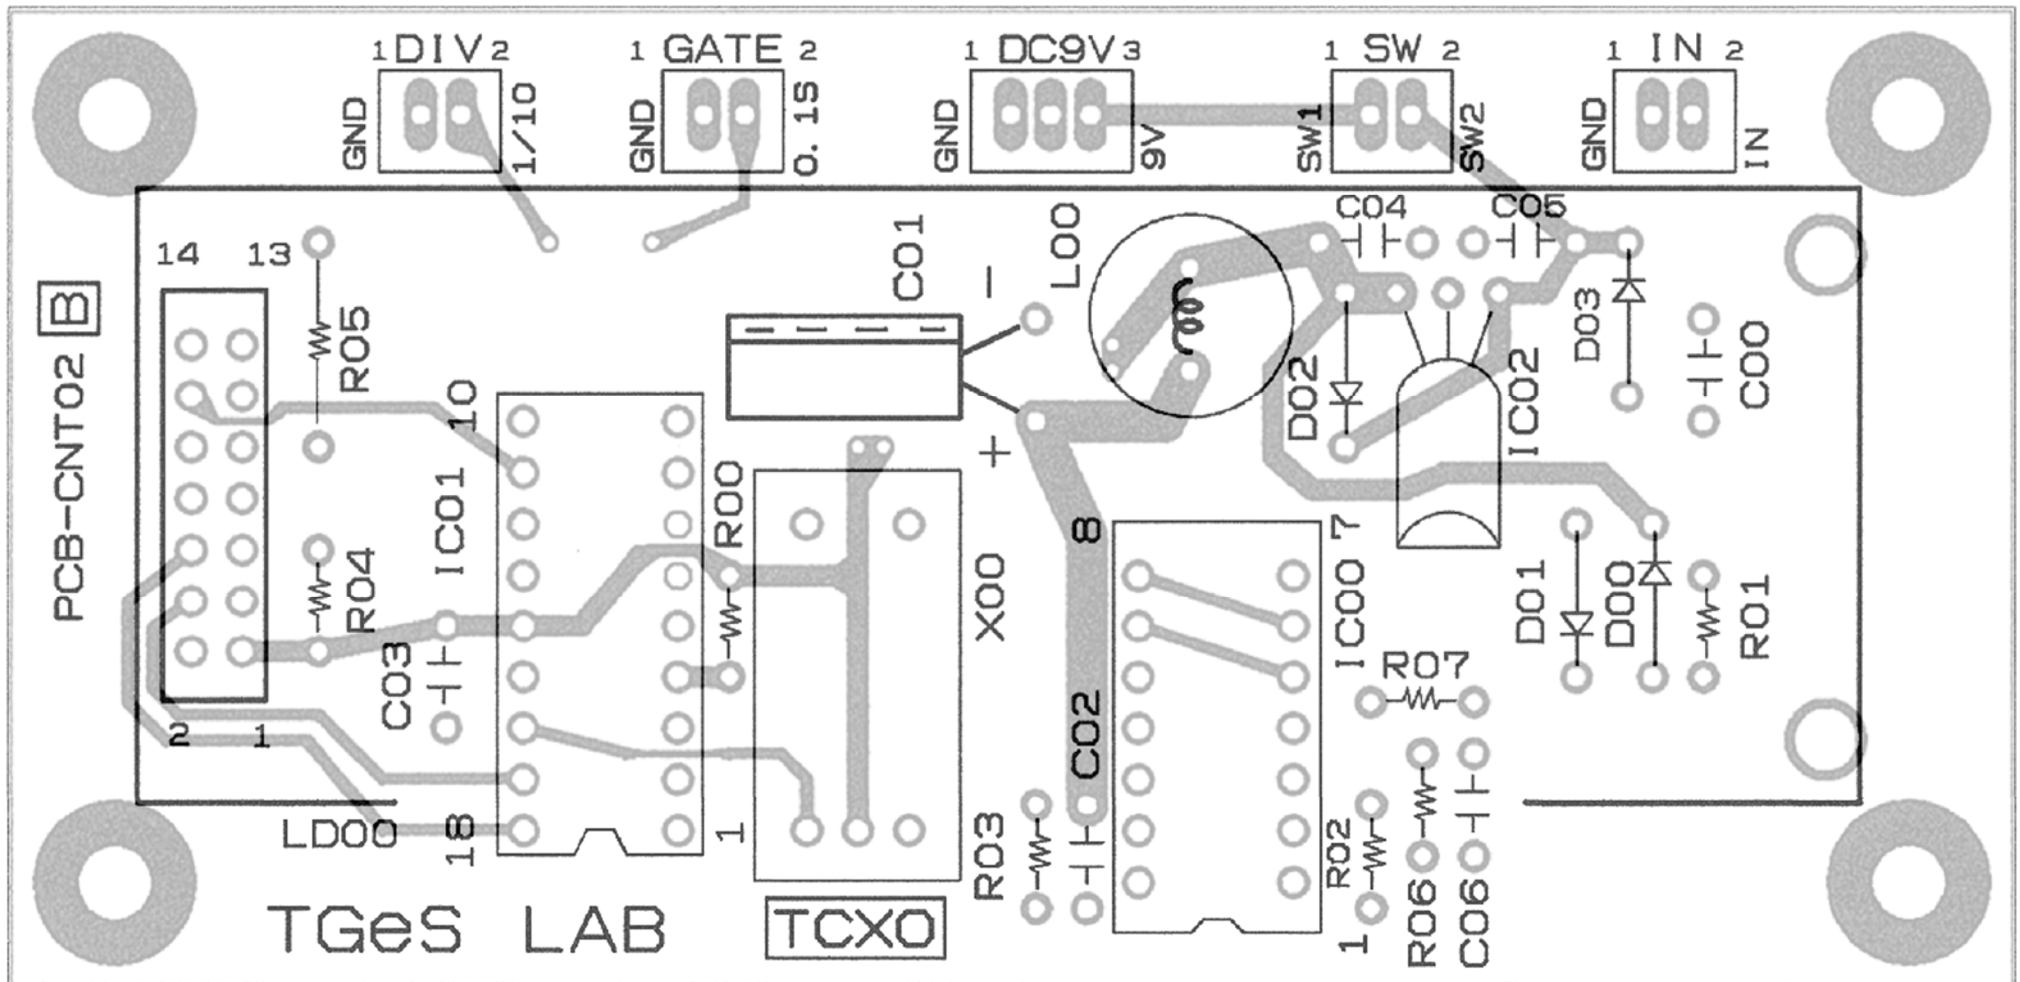 1 DIV 2
1 GATE 2
1 DC9V 3
1 SW 2
1 IN 2
GND
1/10
GND
0.1S
GND
9V
SW1
SW2
GND
IN
14
13
R05
C01
−
+
L00
C04
C05
D03
C00
D02
IC02
B
PCB-CNT02
10
IC01
R00
R04
C03
X00
8
7
IC00
D01
D00
R01
R07
C02
2
1
LD00
18
1
R03
R02
1
R06
C06
TGeS LAB
TCXO